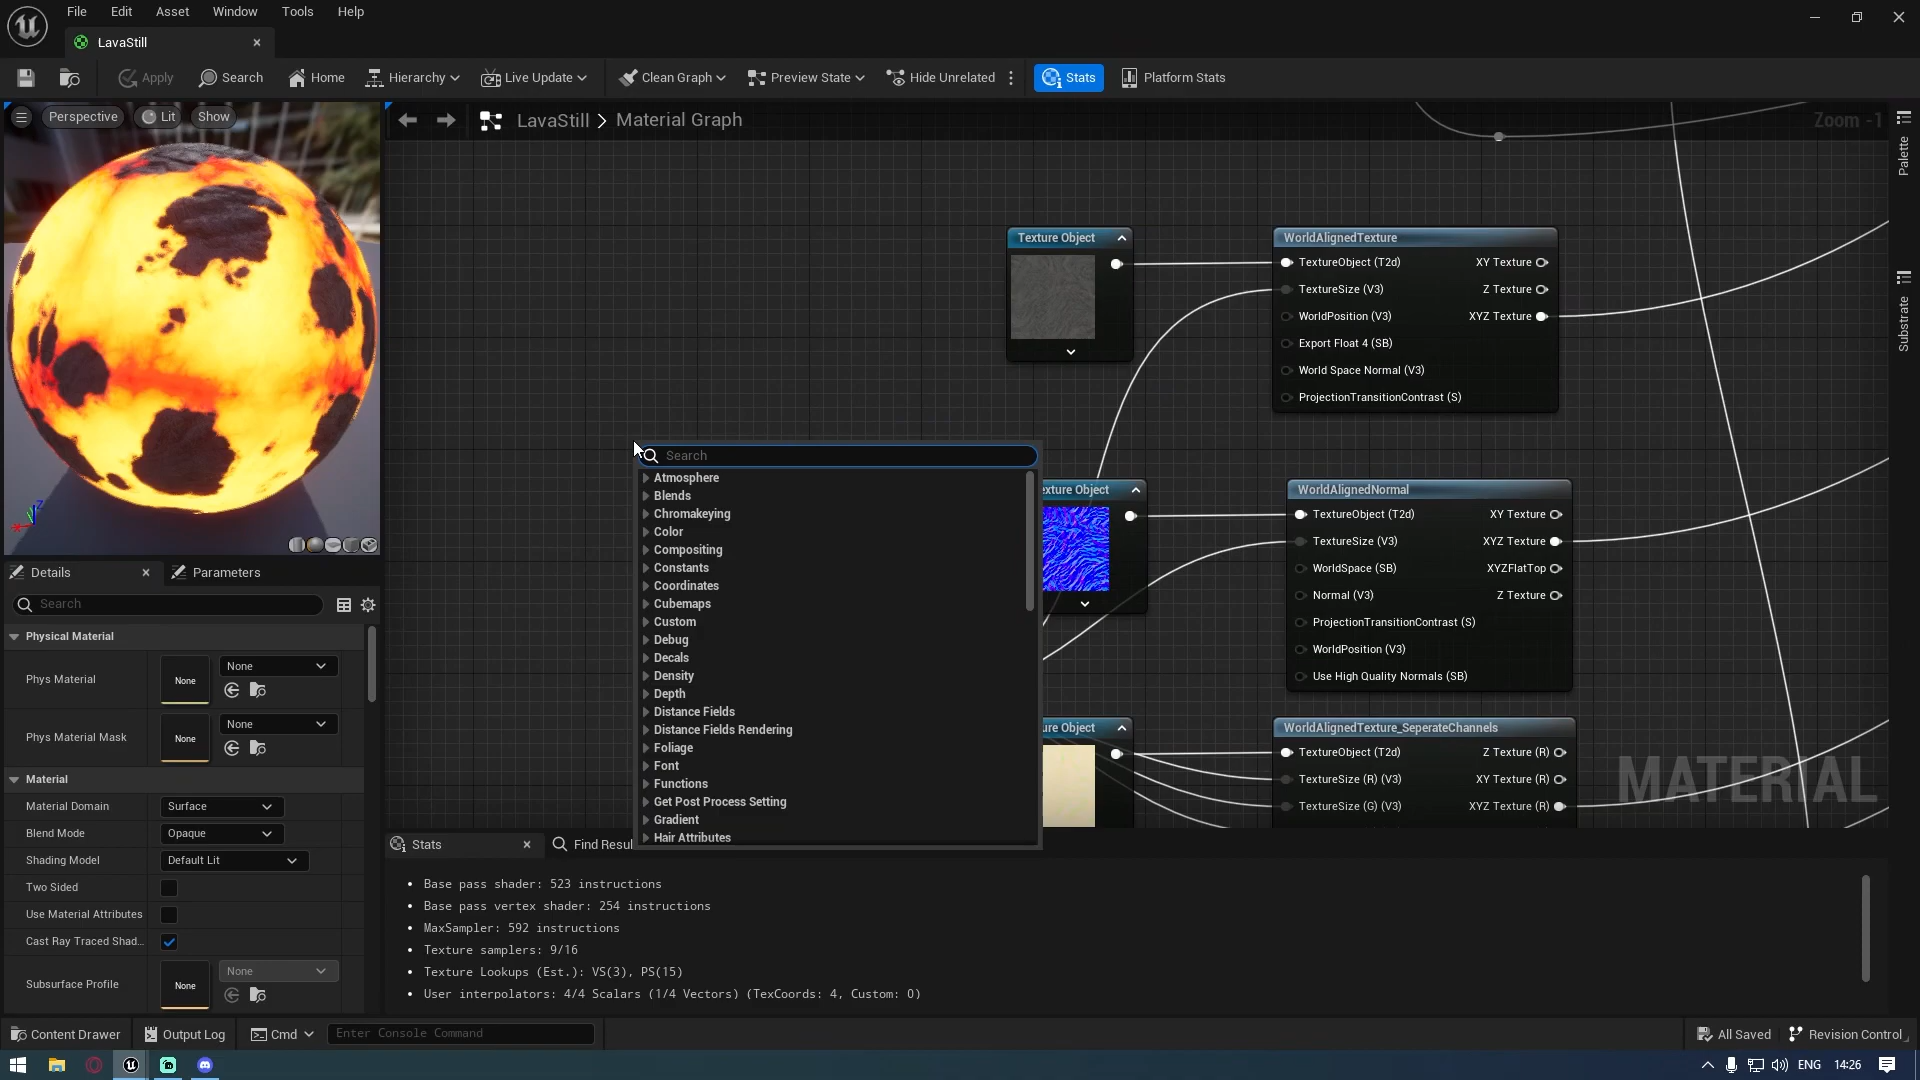 File Edit Asset Window Tools Help
LavaStill
Apply Search Home Hierarchy Live Update Clean Graph Preview State Hide Unrelated Stats Platform Stats
Perspective Lit Show
LavaStill > Material Graph
Zoom -1
Palette
Substrate
Texture Object
WorldAlignedTexture
TextureObject (T2d) XY Texture
TextureSize (V3) Z Texture
WorldPosition (V3) XYZ Texture
Export Float 4 (SB)
World Space Normal (V3)
ProjectionTransitionContrast (S)
Search
Atmosphere
Blends
Chromakeying
Color
Compositing
Constants
Coordinates
Cubemaps
Custom
Debug
Decals
Density
Depth
Distance Fields
Distance Fields Rendering
Foliage
Font
Functions
Get Post Process Setting
Gradient
Hair Attributes
exture Object
WorldAlignedNormal
TextureObject (T2d) XY Texture
TextureSize (V3) XYZ Texture
WorldSpace (SB) XYZFlatTop
Normal (V3) Z Texture
ProjectionTransitionContrast (S)
WorldPosition (V3)
Use High Quality Normals (SB)
ure Object
WorldAlignedTexture_SeperateChannels
TextureObject (T2d) Z Texture (R)
TextureSize (R) (V3) XY Texture (R)
TextureSize (G) (V3) XYZ Texture (R)
MATERIAL
Details Parameters
Search
Physical Material
Phys Material None None
Phys Material Mask None None
Material
Material Domain Surface
Blend Mode Opaque
Shading Model Default Lit
Two Sided
Use Material Attributes
Cast Ray Traced Shad...
Subsurface Profile None None
Stats Find Resul
Base pass shader: 523 instructions
Base pass vertex shader: 254 instructions
MaxSampler: 592 instructions
Texture samplers: 9/16
Texture Lookups (Est.): VS(3), PS(15)
User interpolators: 4/4 Scalars (1/4 Vectors) (TexCoords: 4, Custom: 0)
Content Drawer Output Log Cmd Enter Console Command All Saved Revision Control
ENG 14:26